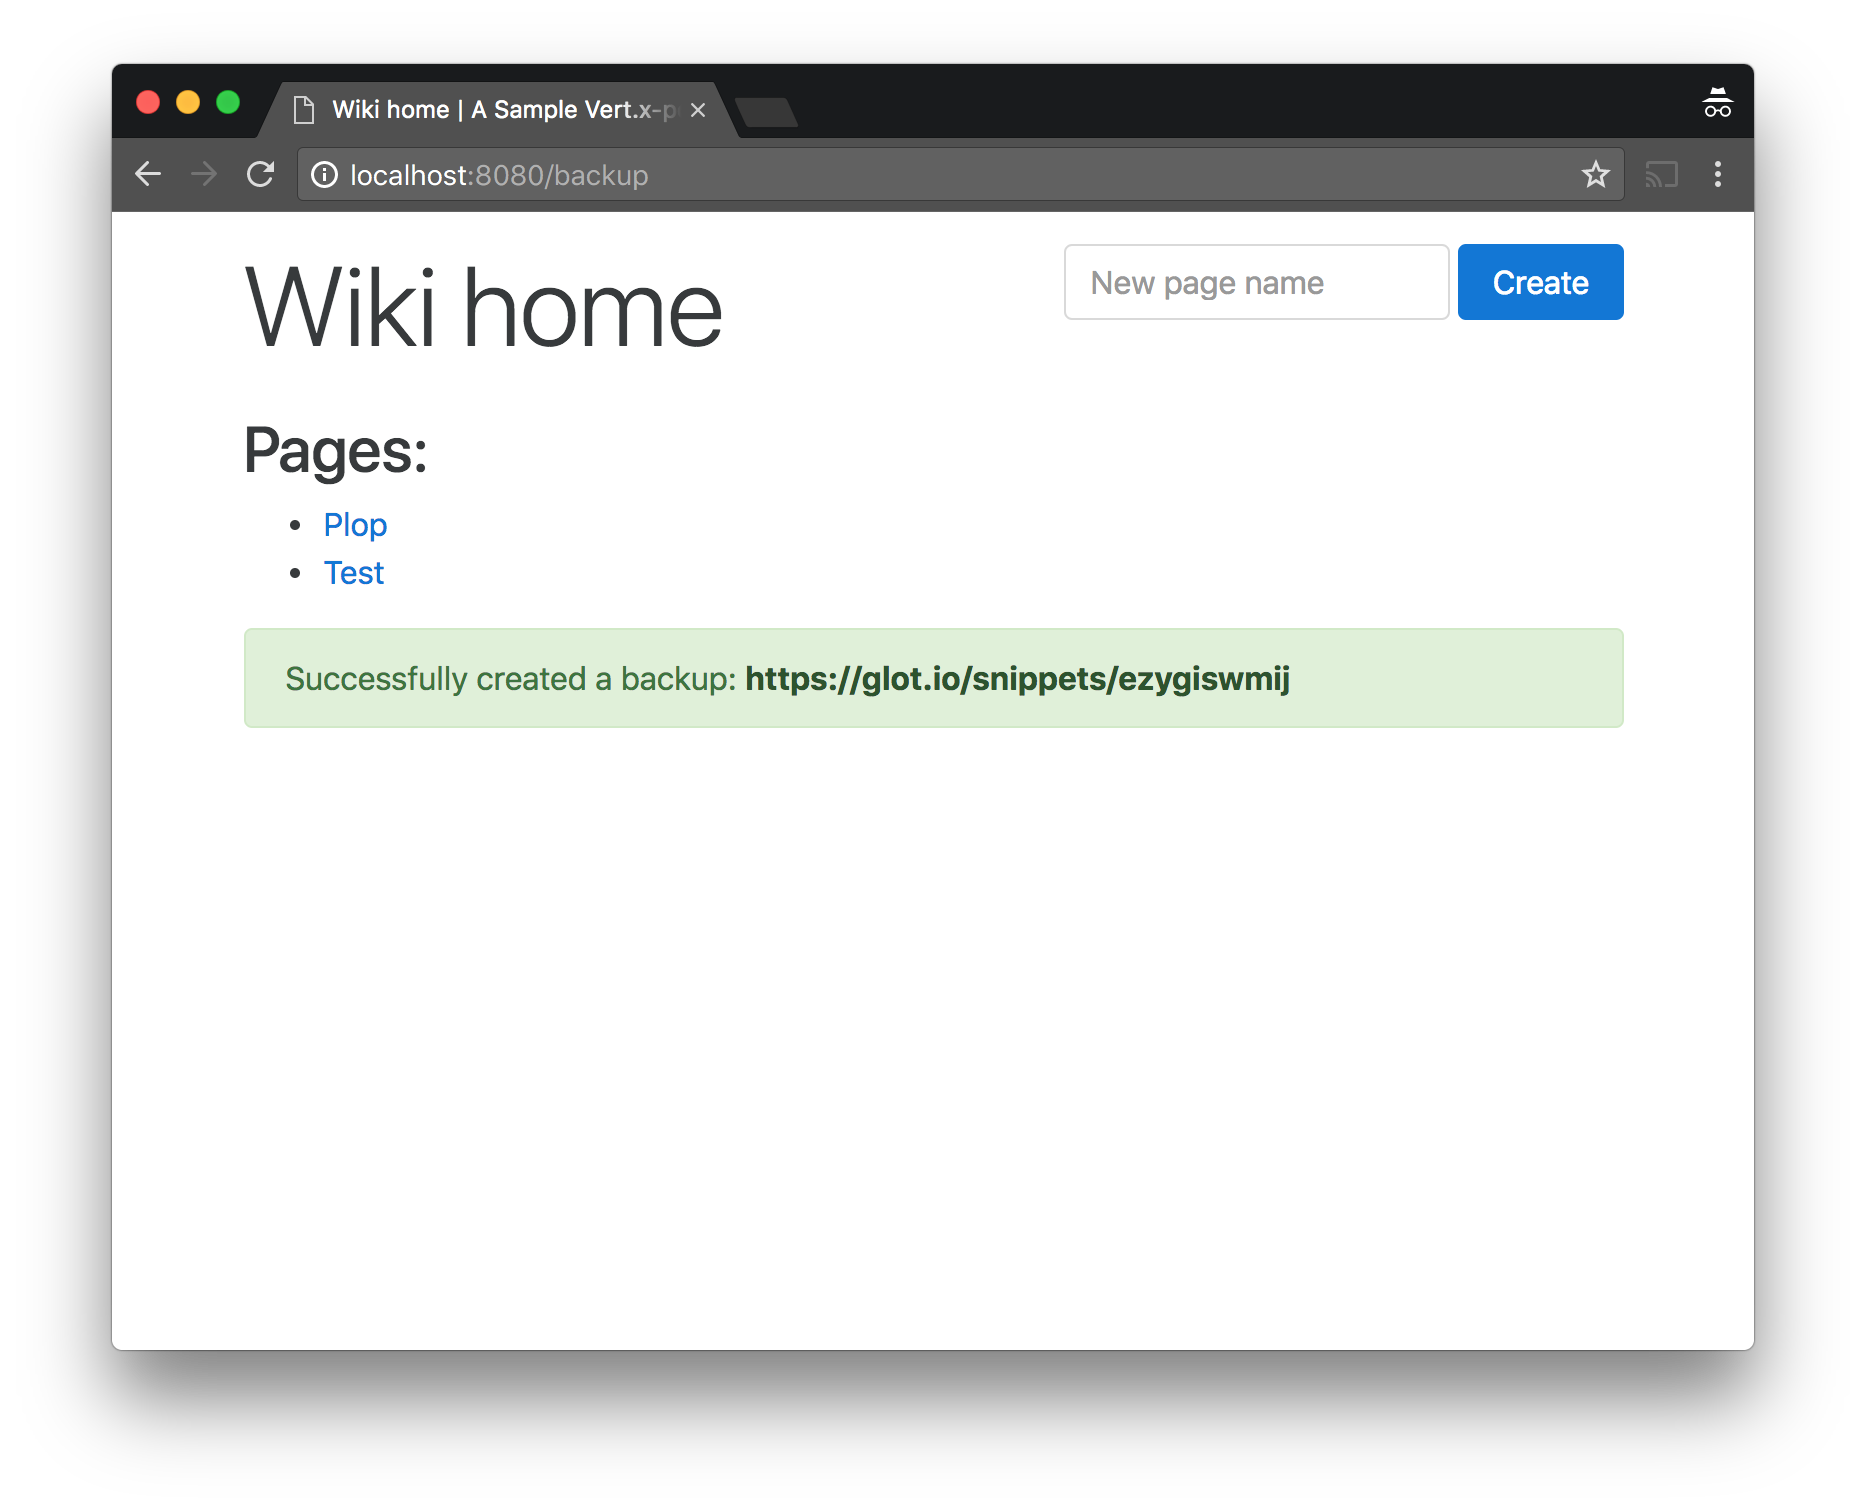 Wiki home | A Sample Vert.x-p
localhost:8080/backup
Wiki home
New page name
Create
Pages:
Plop
Test
Successfully created a backup: https://glot.io/snippets/ezygiswmij